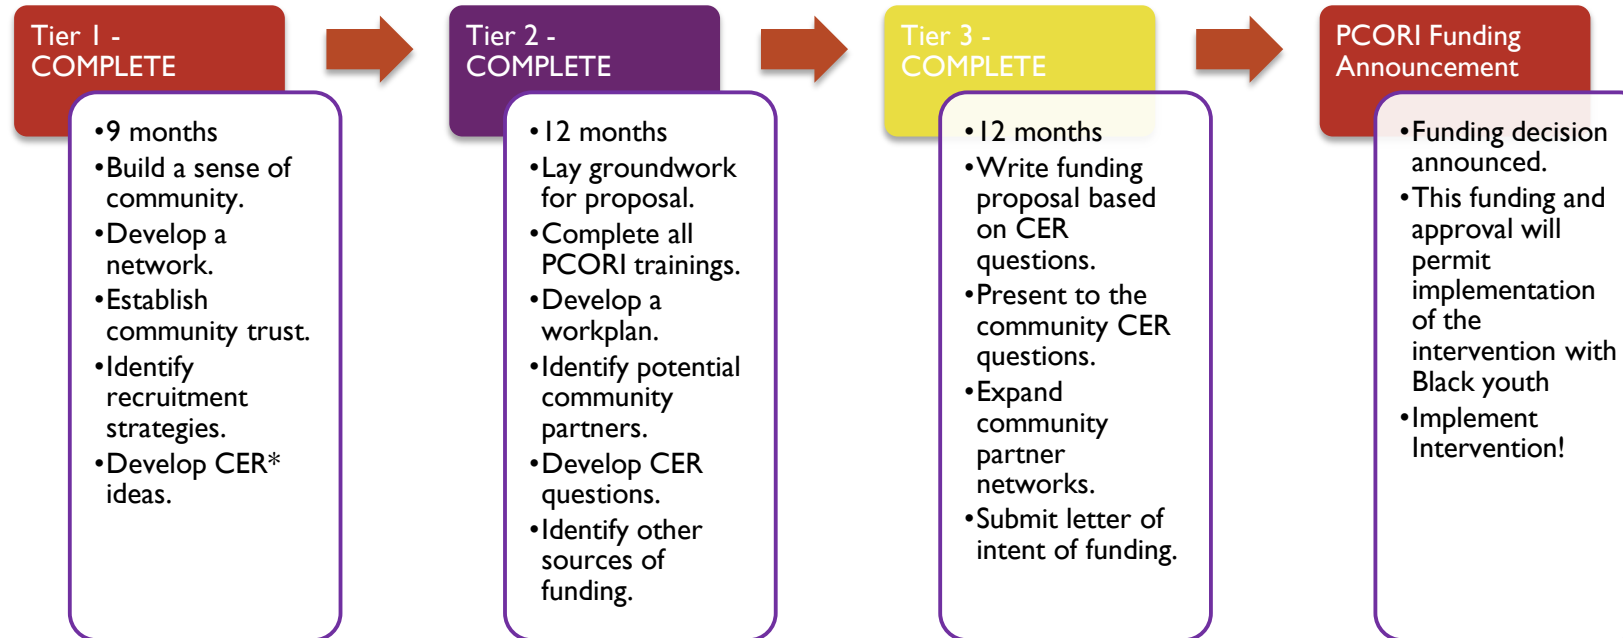 Tier 1 -
COMPLETE
•9 months
•Build a sense of
community.
•Develop a
network.
•Establish
community trust.
•Identify
recruitment
strategies.
•Develop CER*
ideas.
Tier 2 -
COMPLETE
•12 months
•Lay groundwork
for proposal.
•Complete all
PCORI trainings.
•Develop a
workplan.
•Identify potential
community
partners.
•Develop CER
questions.
•Identify other
sources of
funding.
Tier 3 -
COMPLETE
•12 months
•Write funding
proposal based
on CER
questions.
•Present to the
community CER
questions.
•Expand
community
partner
networks.
•Submit letter of
intent of funding.
PCORI Funding
Announcement
•Funding decision
announced.
•This funding and
approval will
permit
implementation
of the
intervention with
Black youth
•Implement
Intervention!